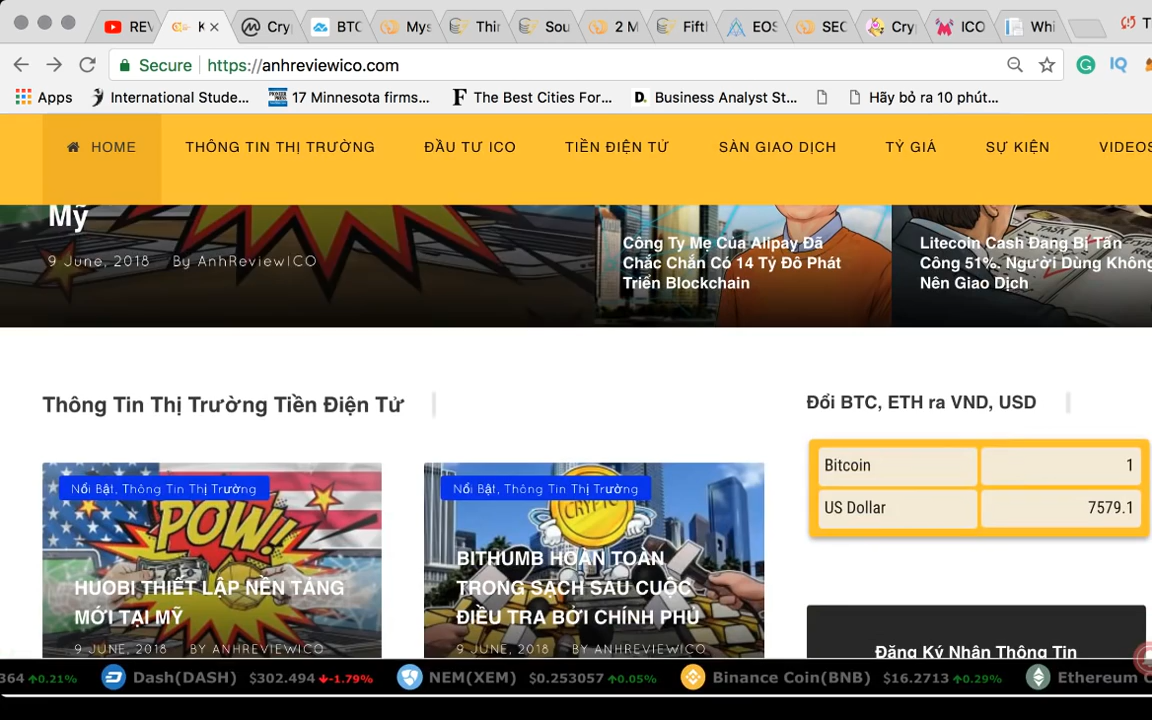 REV
K
Cry
BTC
Mys
Thir
Sou
2 M
Fift
EOS
SEC
Cry
ICO
Whi
T
Secure https://anhreviewico.com
IQ
Apps International Stude... 17 Minnesota firms... The Best Cities For... Business Analyst St... Hãy bỏ ra 10 phút...
HOME THÔNG TIN THỊ TRƯỜNG ĐẦU TƯ ICO TIỀN ĐIỆN TỬ SÀN GIAO DỊCH TỶ GIÁ SỰ KIỆN VIDEOS
Mỹ
9 June, 2018 By AnhReviewICO
Công Ty Mẹ Của Alipay Đã
Chắc Chắn Có 14 Tỷ Đô Phát
Triển Blockchain
Litecoin Cash Đang Bị Tấn
Công 51%. Người Dùng Không
Nên Giao Dịch
TASK 1
Thông Tin Thị Trường Tiền Điện Tử
Nổi Bật, Thông Tin Thị Trường
POW!
HUOBI THIẾT LẬP NỀN TẢNG
MỚI TẠI MỸ
9 JUNE, 2018 BY ANHREVIEWICO
Nổi Bật, Thông Tin Thị Trường
CRYPTO
BITHUMB HOÀN TOÀN
TRONG SẠCH SAU CUỘC
ĐIỀU TRA BỞI CHÍNH PHỦ
9 JUNE, 2018 BY ANHREVIEWICO
Đổi BTC, ETH ra VND, USD
Bitcoin 1
US Dollar 7579.1
Đăng Ký Nhận Thông Tin
364 0.21% Dash(DASH) $302.494 -1.79% NEM(XEM) $0.253057 0.05% Binance Coin(BNB) $16.2713 0.29% Ethereum C